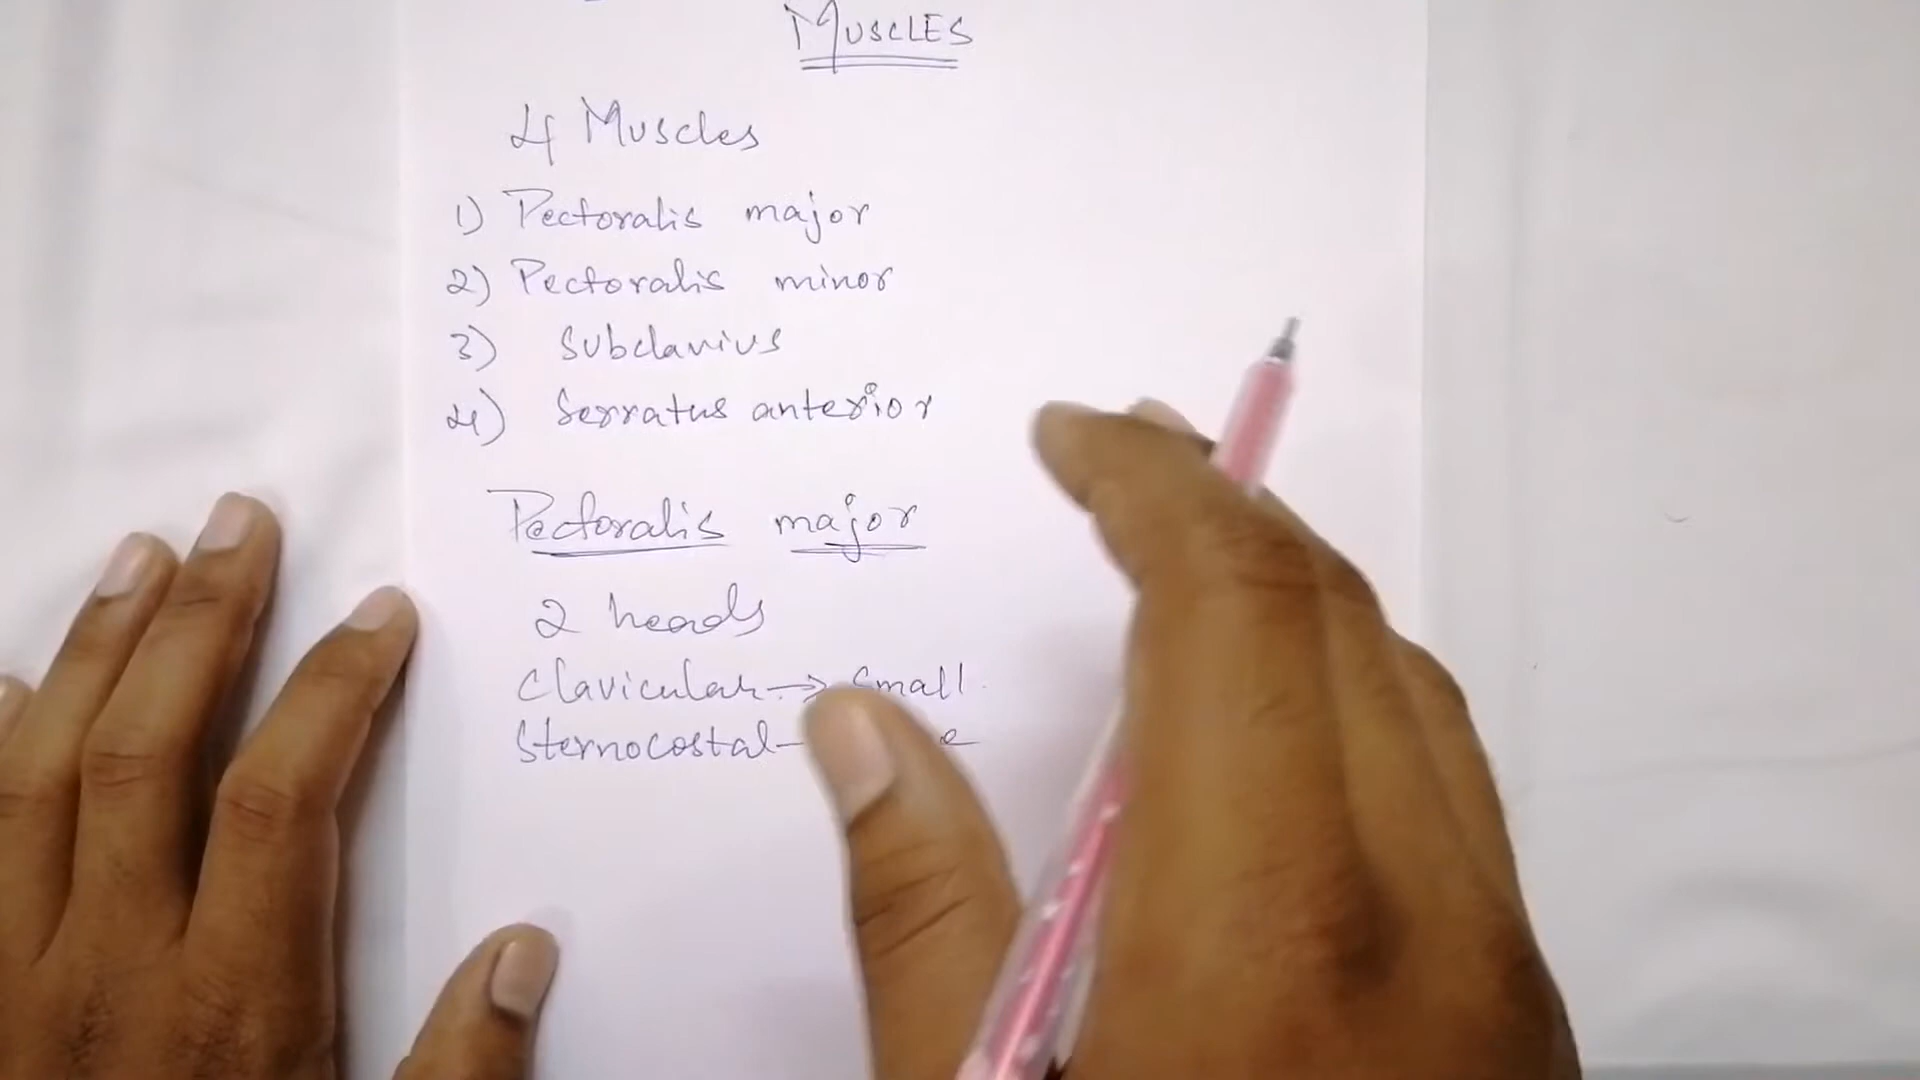 MUSCLES
4 Muscles
1) Pectoralis major
2) Pectoralis minor
3) Subclavius
4) Serratus anterior
Pectoralis major
2 heads
Clavicular → Small
Sternocostal